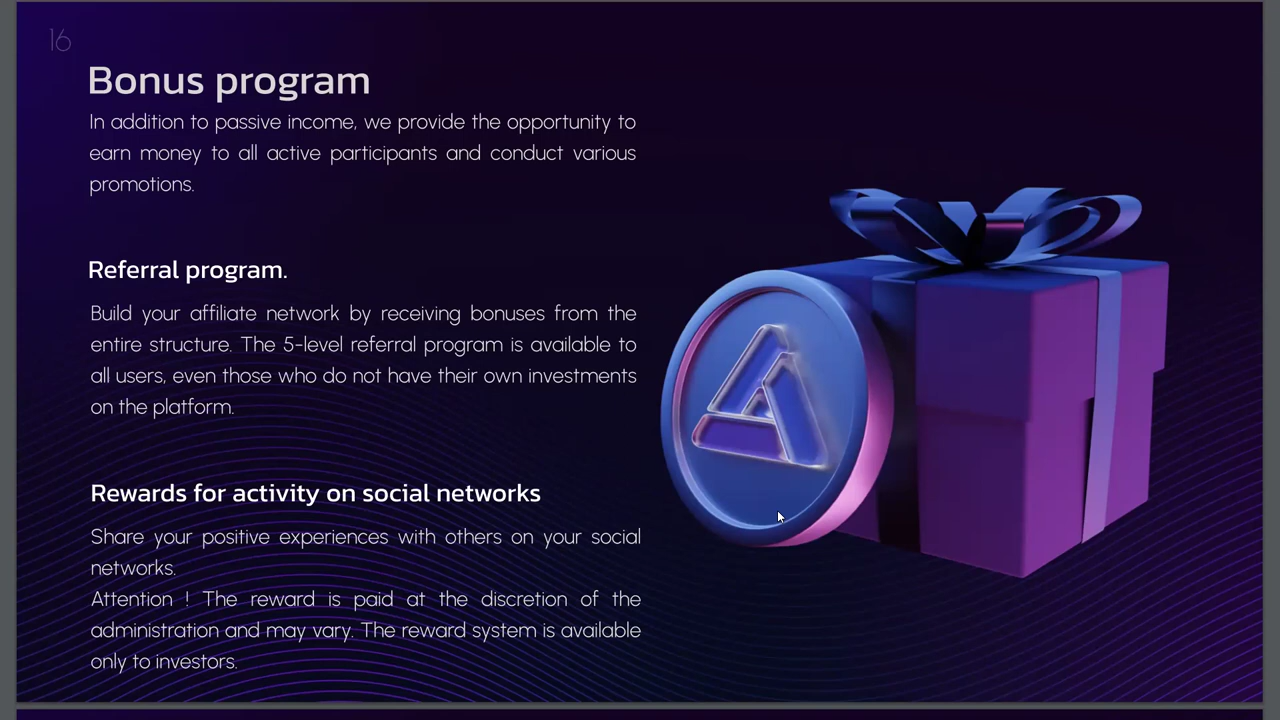 16
Bonus program
In addition to passive income, we provide the opportunity to
earn money to all active participants and conduct various
promotions.
Referral program.
Build your affiliate network by receiving bonuses from the
entire structure. The 5-level referral program is available to
all users, even those who do not have their own investments
on the platform.
Rewards for activity on social networks
Share your positive experiences with others on your social
networks.
Attention ! The reward is paid at the discretion of the
administration and may vary. The reward system is available
only to investors.